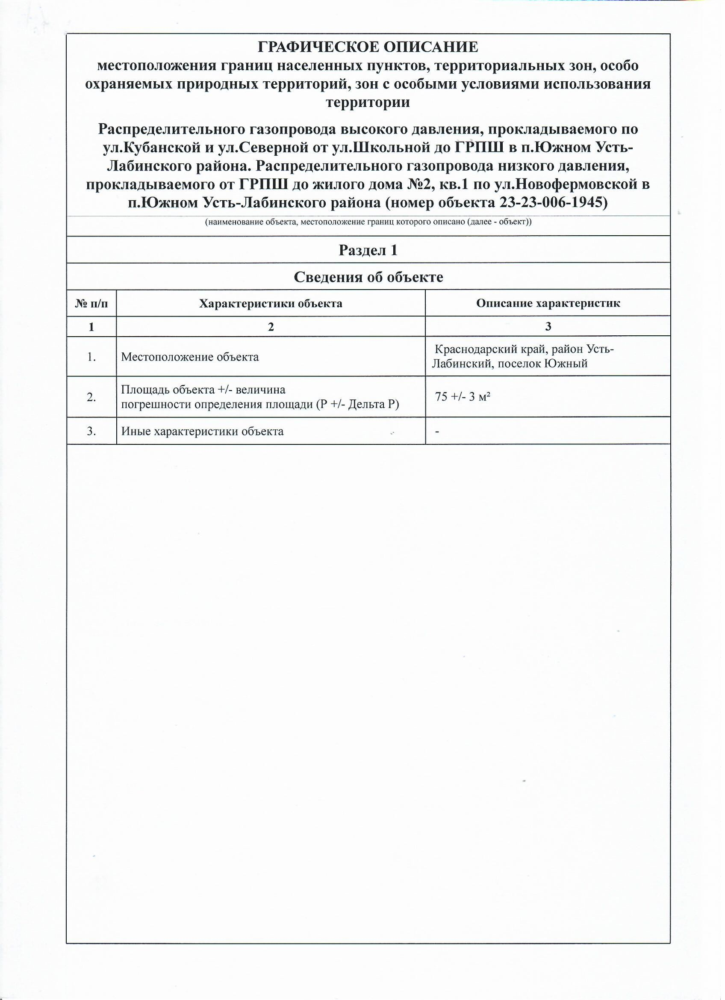 ГРАФИЧЕСКОЕ ОПИСАНИЕ
местоположения границ населенных пунктов, территориальных зон, особо
охраняемых природных территорий, зон с особыми условиями использования
территории
Распределительного газопровода высокого давления, прокладываемого по
ул.Кубанской и ул.Северной от ул.Школьной до ГРПШ в п.Южном Усть-
Лабинского района. Распределительного газопровода низкого давления,
прокладываемого от ГРПШ до жилого дома №2, кв.1 по ул.Новофермовской в
п.Южном Усть-Лабинского района (номер объекта 23-23-006-1945)
(наименование объекта, местоположение границ которого описано (далее - объект))
Раздел 1
Сведения об объекте
№ п/п Характеристики объекта Описание характеристик
1 2 3
1. Местоположение объекта Краснодарский край, район Усть-
Лабинский, поселок Южный
2. Площадь объекта +/- величина
погрешности определения площади (Р +/- Дельта Р) 75 +/- 3 м²
3. Иные характеристики объекта -